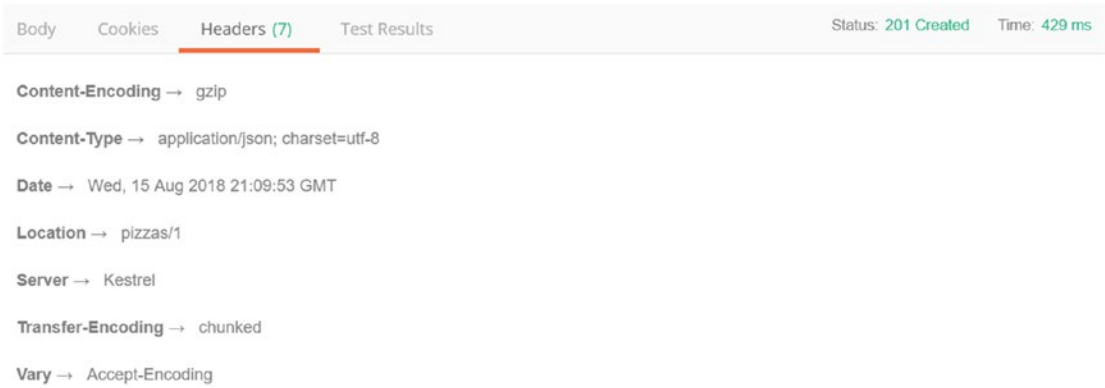 Body Cookies Headers (7) Test Results Status: 201 Created Time: 429 ms
Content-Encoding → gzip
Content-Type → application/json; charset=utf-8
Date → Wed, 15 Aug 2018 21:09:53 GMT
Location → pizzas/1
Server → Kestrel
Transfer-Encoding → chunked
Vary → Accept-Encoding